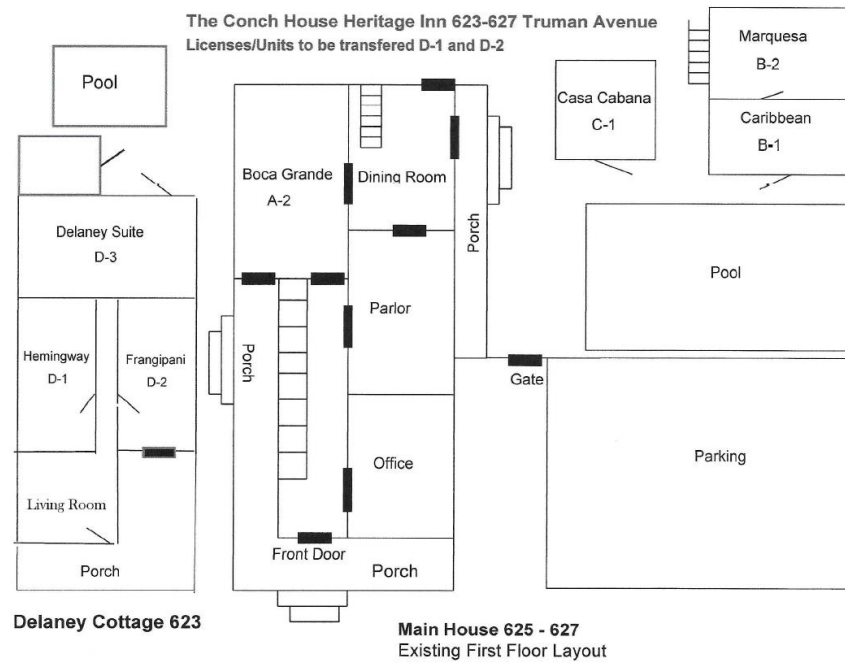 The Conch House Heritage Inn 623-627 Truman Avenue
Licenses/Units to be transfered D-1 and D-2
Pool
Delaney Suite
D-3
Hemingway
D-1
Frangipani
D-2
Living Room
Porch
Delaney Cottage 623
Boca Grande
A-2
Dining Room
Porch
Parlor
Porch
Office
Front Door
Porch
Main House 625 - 627
Existing First Floor Layout
Casa Cabana
C-1
Marquesa
B-2
Caribbean
B-1
Pool
Gate
Parking